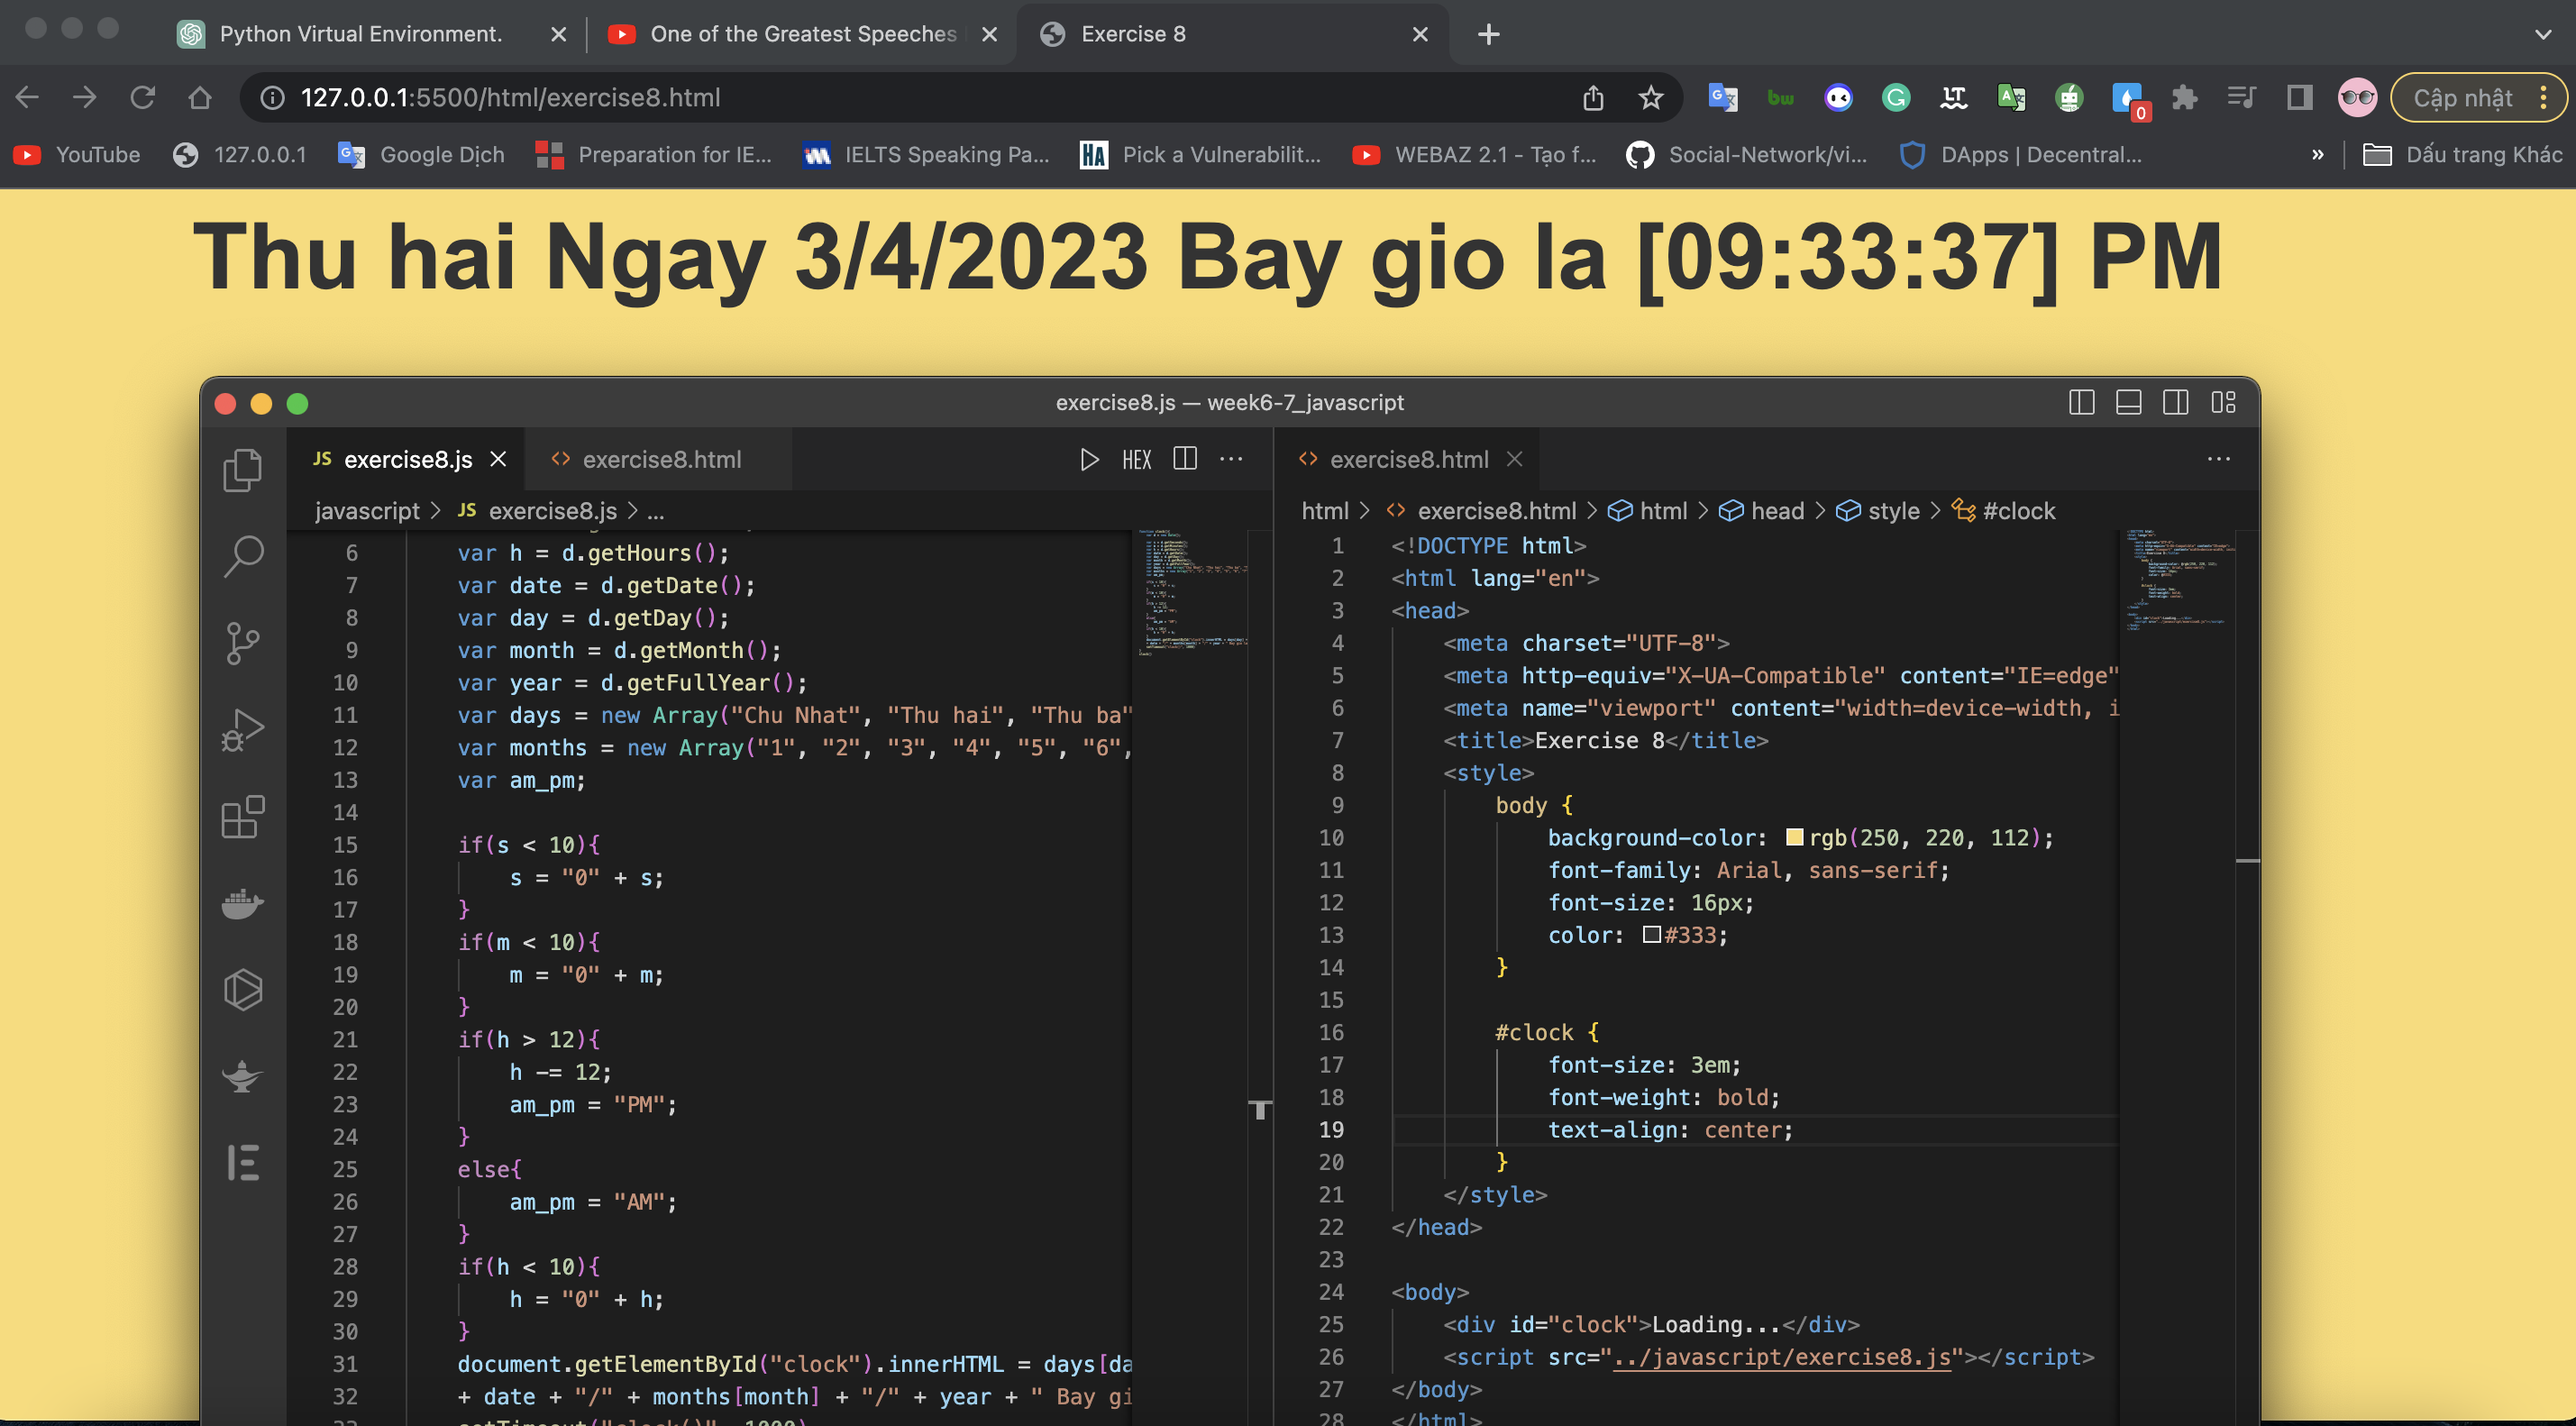 Python Virtual Environment.
One of the Greatest Speeches
Exercise 8
127.0.0.1:5500/html/exercise8.html
bw
LT
0
Cập nhật
YouTube
127.0.0.1
Google Dịch
Preparation for IE...
IELTS Speaking Pa...
HA
Pick a Vulnerabilit...
WEBAZ 2.1 - Tạo f...
Social-Network/vi...
DApps | Decentral...
»
Dấu trang Khác
Thu hai Ngay 3/4/2023 Bay gio la [09:33:37] PM
exercise8.js — week6-7_javascript
JS exercise8.js
<> exercise8.html
HEX
javascript > JS exercise8.js > ...
6 var h = d.getHours();
7 var date = d.getDate();
8 var day = d.getDay();
9 var month = d.getMonth();
10 var year = d.getFullYear();
11 var days = new Array("Chu Nhat", "Thu hai", "Thu ba"
12 var months = new Array("1", "2", "3", "4", "5", "6",
13 var am_pm;
14
15 if(s < 10){
16 s = "0" + s;
17 }
18 if(m < 10){
19 m = "0" + m;
20 }
21 if(h > 12){
22 h -= 12;
23 am_pm = "PM";
24 }
25 else{
26 am_pm = "AM";
27 }
28 if(h < 10){
29 h = "0" + h;
30 }
31 document.getElementById("clock").innerHTML = days[da
32 + date + "/" + months[month] + "/" + year + " Bay gi
33 setTimeout("clock()", 1000)
<> exercise8.html
html > <> exercise8.html > html > head > style > #clock
1 <!DOCTYPE html>
2 <html lang="en">
3 <head>
4 <meta charset="UTF-8">
5 <meta http-equiv="X-UA-Compatible" content="IE=edge"
6 <meta name="viewport" content="width=device-width, i
7 <title>Exercise 8</title>
8 <style>
9 body {
10 background-color: rgb(250, 220, 112);
11 font-family: Arial, sans-serif;
12 font-size: 16px;
13 color: #333;
14 }
15
16 #clock {
17 font-size: 3em;
18 font-weight: bold;
19 text-align: center;
20 }
21 </style>
22 </head>
23
24 <body>
25 <div id="clock">Loading...</div>
26 <script src="../javascript/exercise8.js"></script>
27 </body>
28 </html>